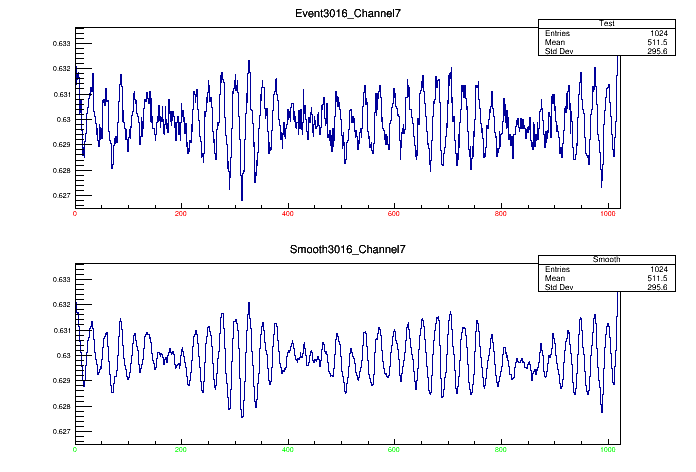 Event3016_Channel7
Test
Entries 1024
Mean 511.5
Std Dev 295.6
0.633
0.632
0.631
0.63
0.629
0.628
0.627
0 200 400 600 800 1000
Smooth3016_Channel7
Smooth
Entries 1024
Mean 511.5
Std Dev 295.6
0.633
0.632
0.631
0.63
0.629
0.628
0.627
0 200 400 600 800 1000